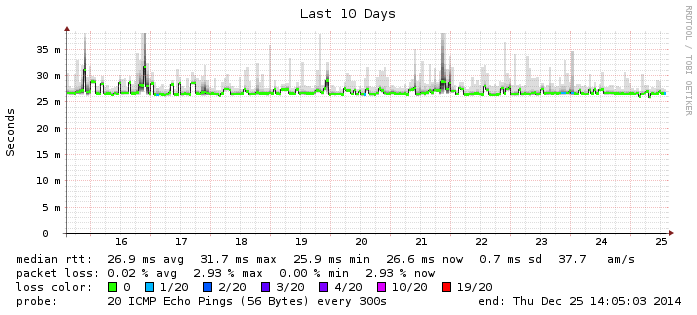 Last 10 Days
RRDTOOL / TOBI OETIKER
Seconds
35 m
30 m
25 m
20 m
15 m
10 m
5 m
0
16 17 18 19 20 21 22 23 24 25
median rtt: 26.9 ms avg 31.7 ms max 25.9 ms min 26.6 ms now 0.7 ms sd 37.7 am/s
packet loss: 0.02 % avg 2.93 % max 0.00 % min 2.93 % now
loss color: 0 1/20 2/20 3/20 4/20 10/20 19/20
probe: 20 ICMP Echo Pings (56 Bytes) every 300s end: Thu Dec 25 14:05:03 2014